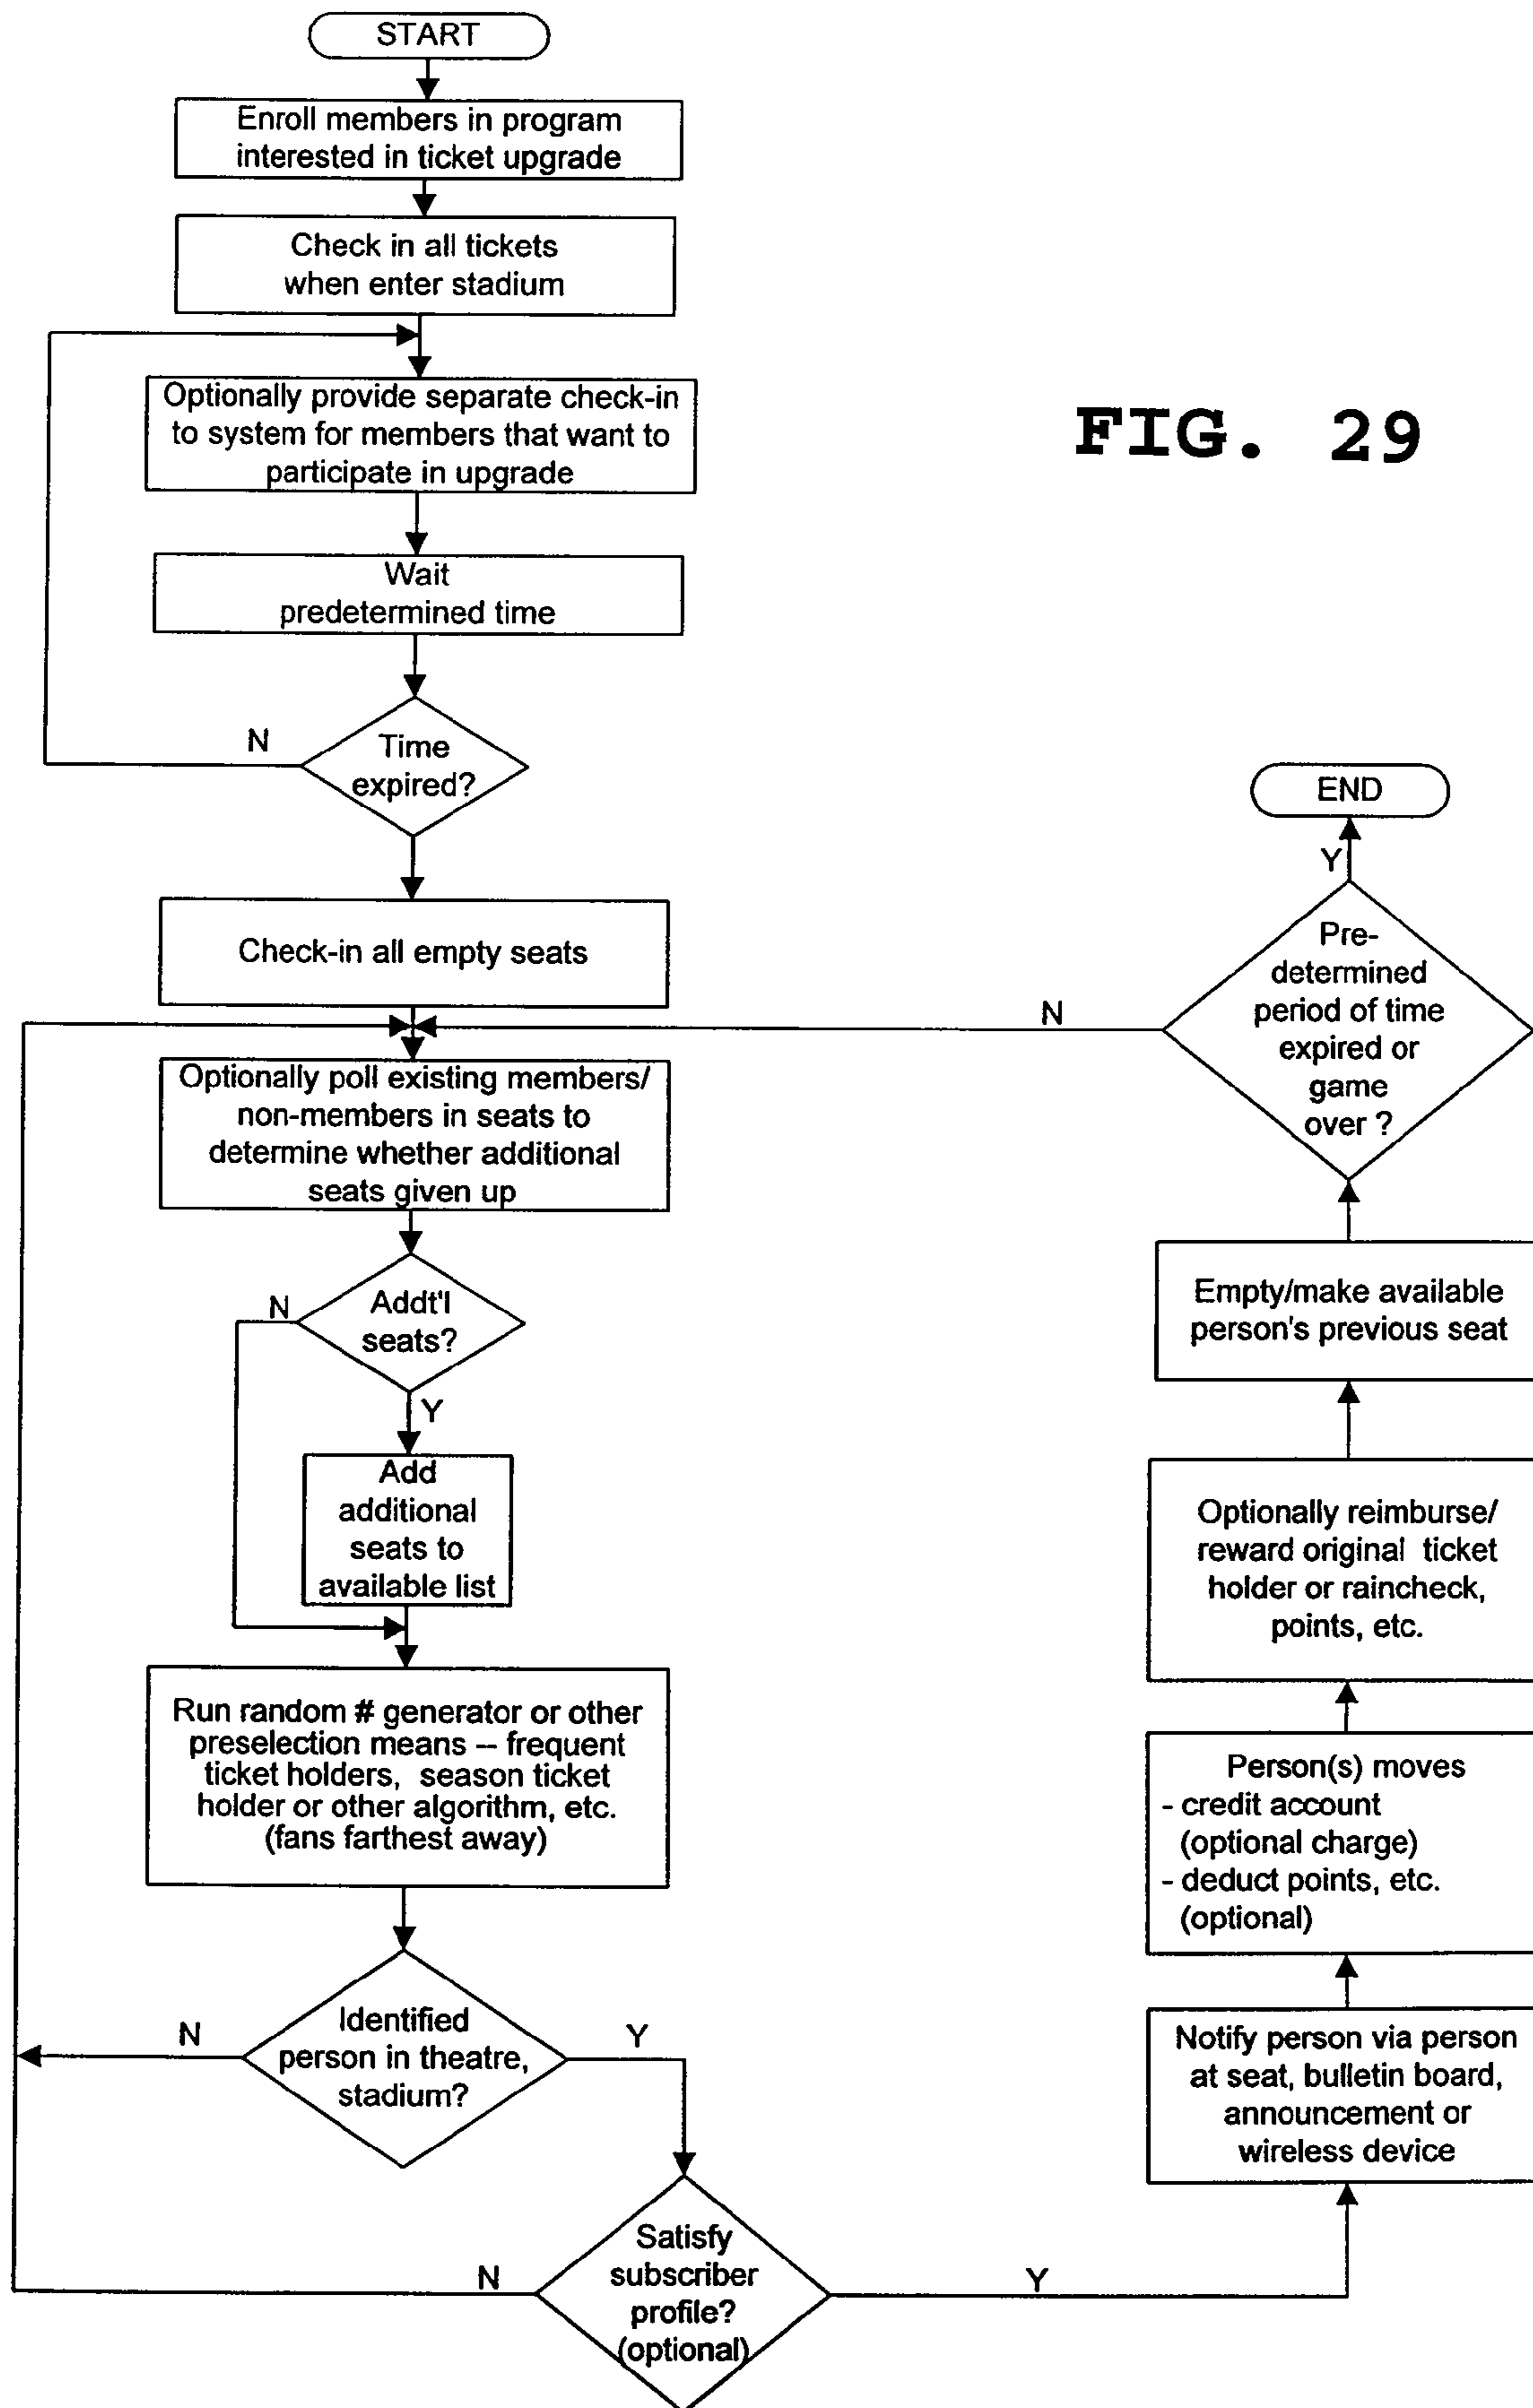 START
Enroll members in program
interested in ticket upgrade
Check in all tickets
when enter stadium
Optionally provide separate check-in
to system for members that want to
participate in upgrade
FIG. 29
Wait
predetermined time
N
Time
expired?
Check-in all empty seats
Optionally poll existing members/
non-members in seats to
determine whether additional
seats given up
N
Addt'l
seats?
Y
Add
additional
seats to
available list
Run random # generator or other
preselection means -- frequent
ticket holders, season ticket
holder or other algorithm, etc.
(fans farthest away)
N
Identified
person in theatre,
stadium?
Y
N
Satisfy
subscriber
profile?
(optional)
Y
Notify person via person
at seat, bulletin board,
announcement or
wireless device
Person(s) moves
- credit account
(optional charge)
- deduct points, etc.
(optional)
Optionally reimburse/
reward original ticket
holder or raincheck,
points, etc.
Empty/make available
person's previous seat
N
Pre-
determined
period of time
expired or
game
over ?
Y
END